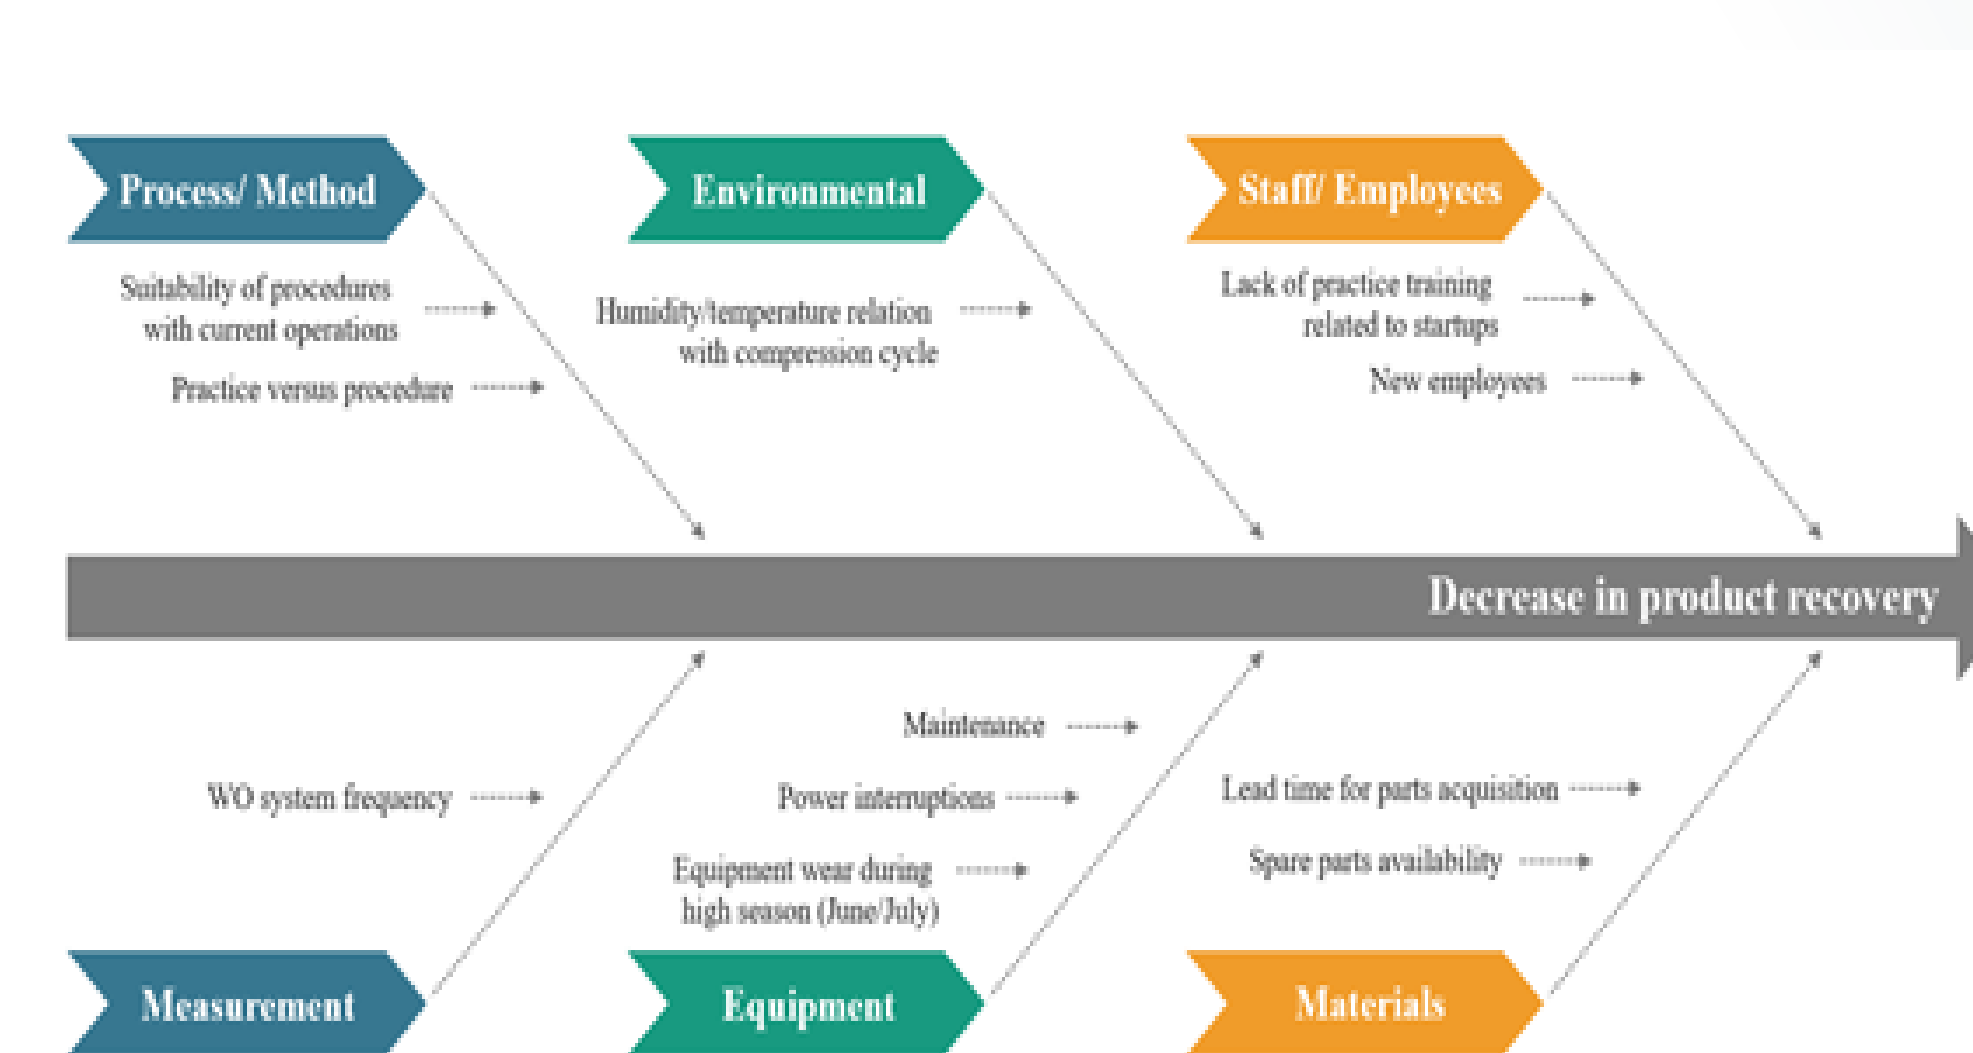 Process/ Method
Environmental
Staff/ Employees
Suitability of procedures
with current operations
Practice versus procedure
Humidity/temperature relation
with compression cycle
Lack of practice training
related to startups
New employees
Decrease in product recovery
WO system frequency
Maintenance
Power interruptions
Equipment wear during
high season (June/July)
Lead time for parts acquisition
Spare parts availability
Measurement
Equipment
Materials